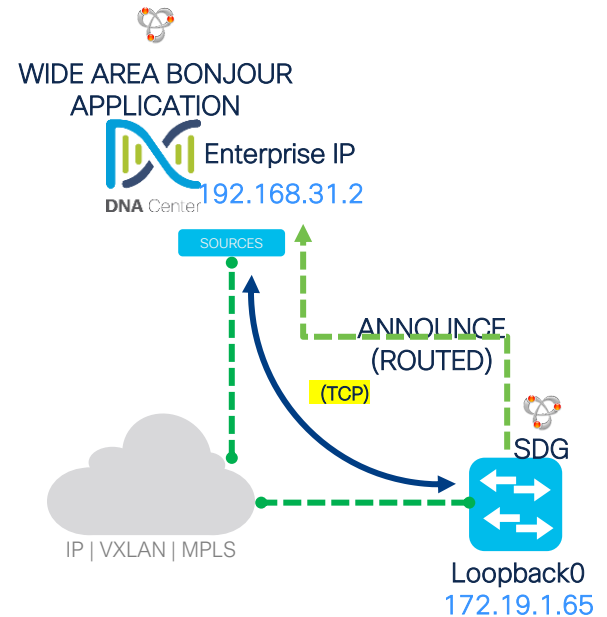 WIDE AREA BONJOUR
APPLICATION
Enterprise IP
192.168.31.2
DNA Center
SOURCES
ANNOUNCE
(ROUTED)
(TCP)
SDG
IP | VXLAN | MPLS
Loopback0
172.19.1.65